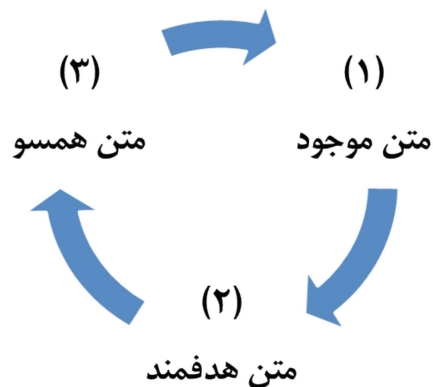 (۱)
متن موجود
(۲)
متن هدفمند
(۳)
متن همسو